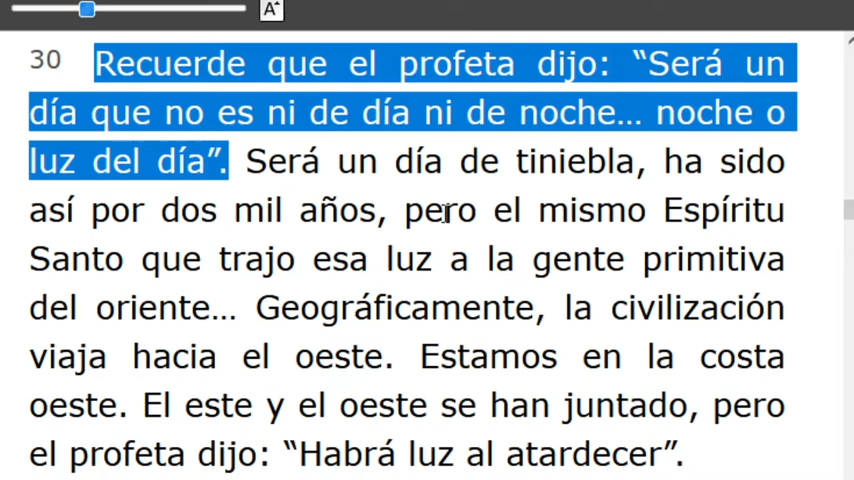 A^
30 Recuerde que el profeta dijo: “Será un
día que no es ni de día ni de noche… noche o
luz del día”. Será un día de tiniebla, ha sido
así por dos mil años, pero el mismo Espíritu
Santo que trajo esa luz a la gente primitiva
del oriente… Geográficamente, la civilización
viaja hacia el oeste. Estamos en la costa
oeste. El este y el oeste se han juntado, pero
el profeta dijo: “Habrá luz al atardecer”.